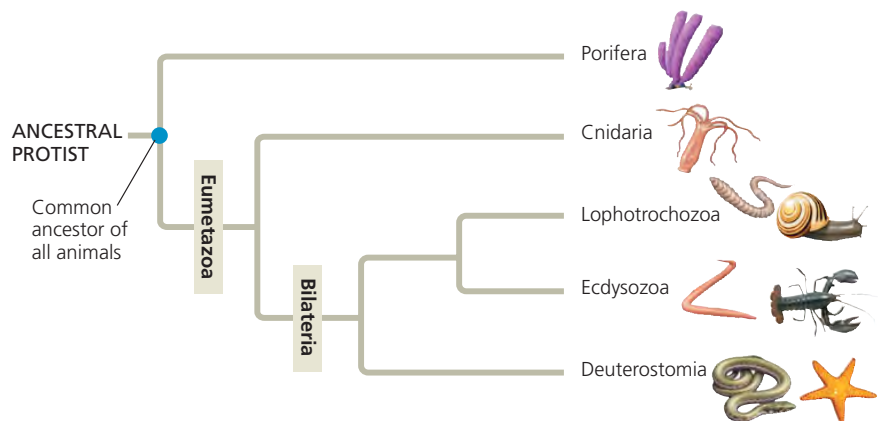 Porifera
ANCESTRAL
PROTIST
Cnidaria
Common
ancestor of
all animals
Eumetazoa
Lophotrochozoa
Bilateria
Ecdysozoa
Deuterostomia